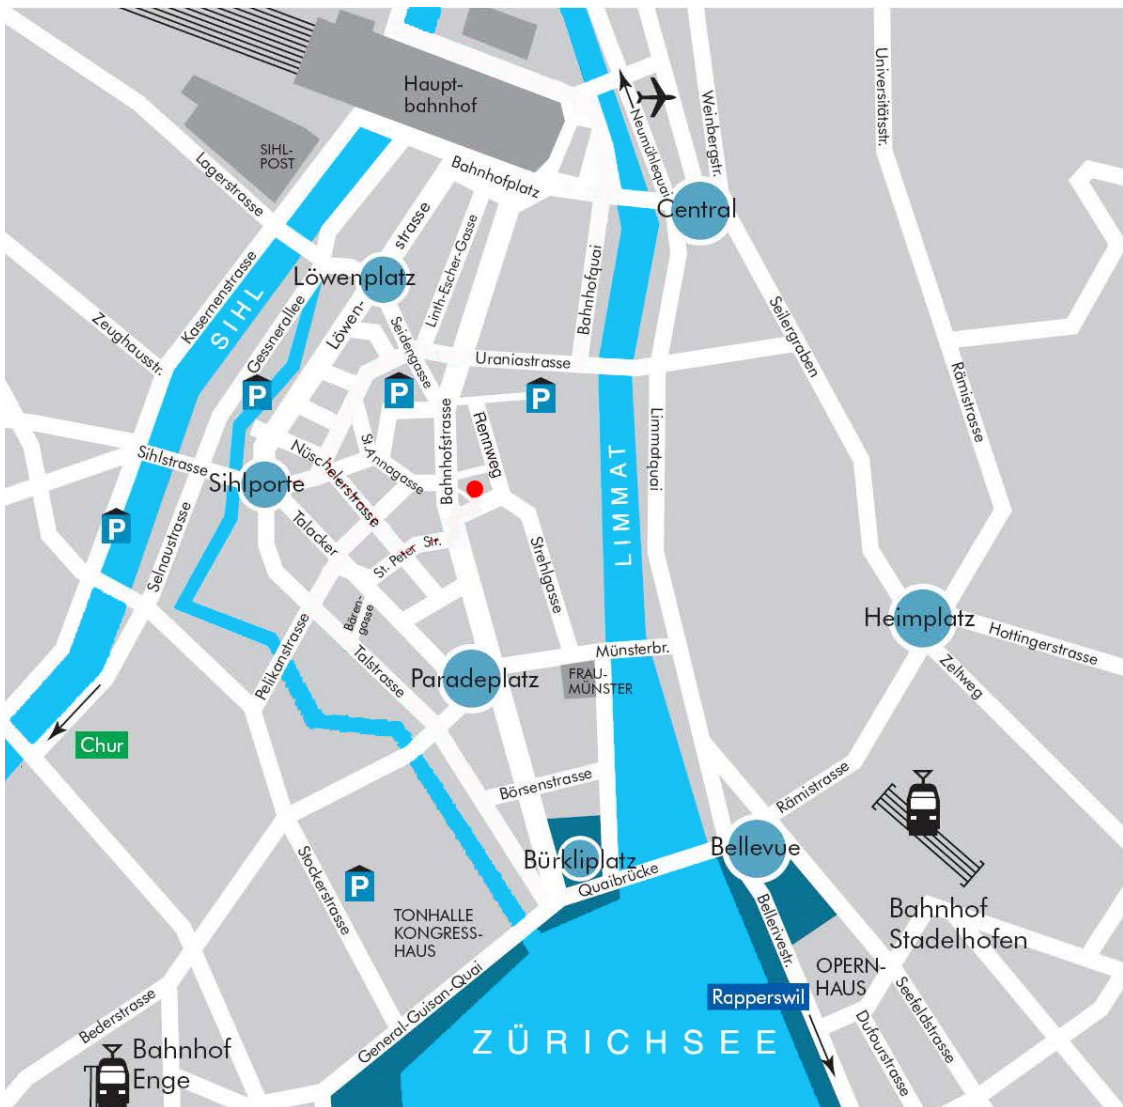 Haupt-
bahnhof
SIHL-
POST
Lagerstrasse
Bahnhofplatz
Neumühlequai
Weinbergstr.
Universitätsstr.
Central
Löwenplatz
strasse
Löwen-
Linth-Escher-Gasse
Bahnhofquai
Kasernenstrasse
SIHL
Gessnerallee
Zeughausstr.
Seidengasse
Uraniastrasse
Seilergraben
Rämistrasse
P
P
P
Bahnhofstrasse
Rennweg
Limmatquai
St.Annagasse
Sihlstrasse
Sihlporte
Nüschelerstrasse
LIMMAT
P
Selnaustrasse
Talacker
St. Peter Str.
Strehlgasse
Bären-
gasse
Pelikanstrasse
Talstrasse
Heimplatz
Hottingerstrasse
Zeltweg
Münsterbr.
Paradeplatz
FRAU-
MÜNSTER
Chur
Börsenstrasse
Rämistrasse
Bürkliplatz
Bellevue
Quaibrücke
P
Stockerstrasse
TONHALLE
KONGRESS-
HAUS
Bellerivestr.
Bahnhof
Stadelhofen
OPERN-
HAUS
Rapperswil
Seefeldstrasse
Dufourstrasse
General-Guisan-Quai
Bederstrasse
ZÜRICHSEE
Bahnhof
Enge